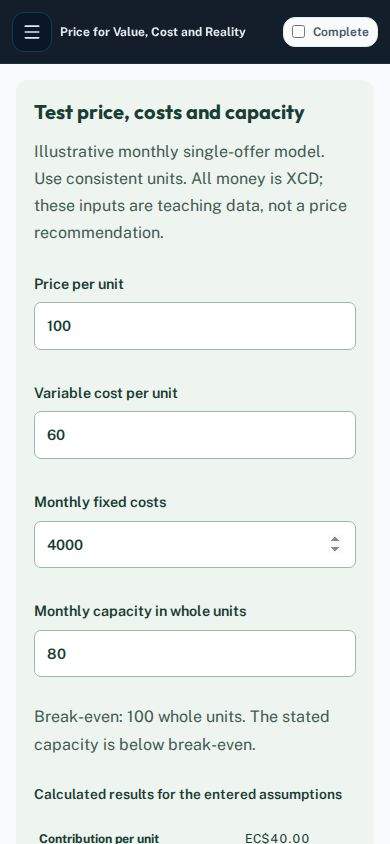 Price for Value, Cost and Reality
Complete
Test price, costs and capacity
Illustrative monthly single-offer model.
Use consistent units. All money is XCD;
these inputs are teaching data, not a price
recommendation.
Price per unit
100
Variable cost per unit
60
Monthly fixed costs
4000
Monthly capacity in whole units
80
Break-even: 100 whole units. The stated
capacity is below break-even.
Calculated results for the entered assumptions
Contribution per unit EC$40.00